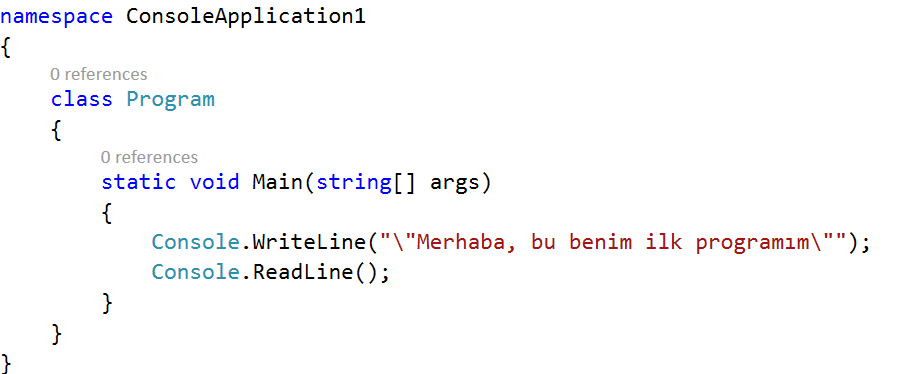 namespace ConsoleApplication1
{
0 references
class Program
{
0 references
static void Main(string[] args)
{
Console.WriteLine("\"Merhaba, bu benim ilk programım\"");
Console.ReadLine();
}
}
}